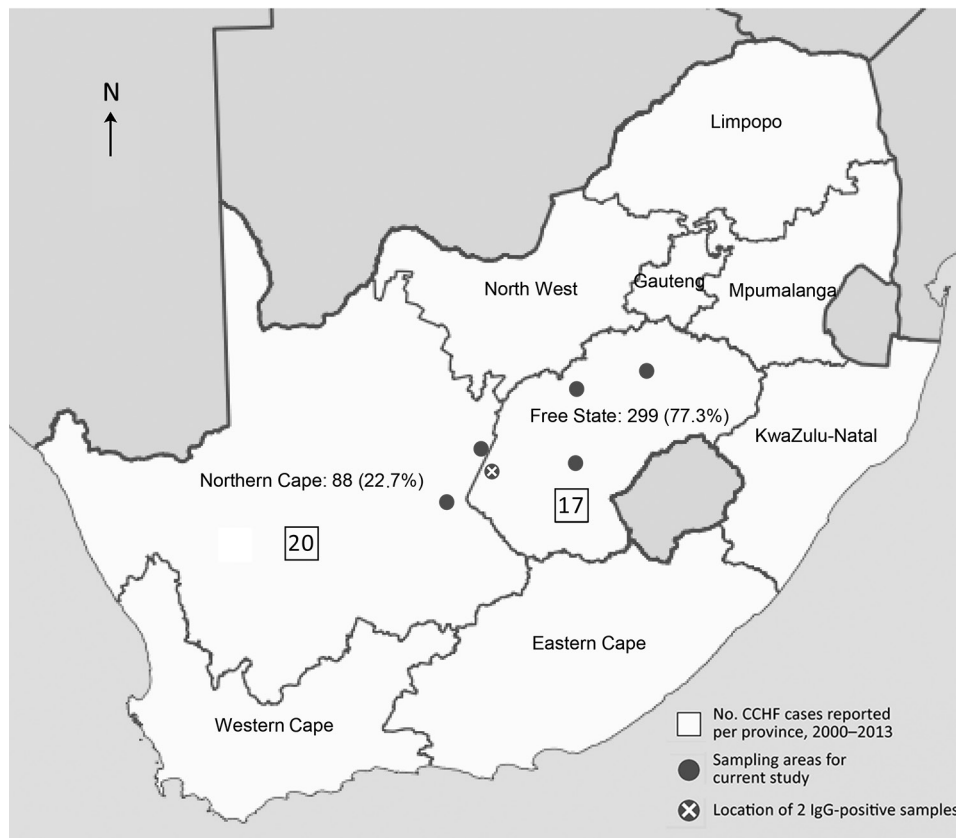 N
Limpopo
North West
Gauteng
Mpumalanga
Free State: 299 (77.3%)
KwaZulu-Natal
Northern Cape: 88 (22.7%)
17
20
Eastern Cape
Western Cape
No. CCHF cases reported
per province, 2000–2013
Sampling areas for
current study
Location of 2 IgG-positive samples